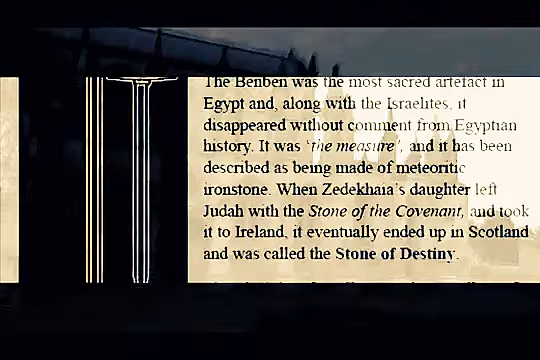 The Benben was the most sacred artefact in
Egypt and, along with the Israelites, it
disappeared without comment from Egyptian
history. It was ‘the measure’, and it has been
described as being made of meteoritic
ironstone. When Zedekhaia's daughter left
Judah with the Stone of the Covenant, and took
it to Ireland, it eventually ended up in Scotland
and was called the Stone of Destiny.